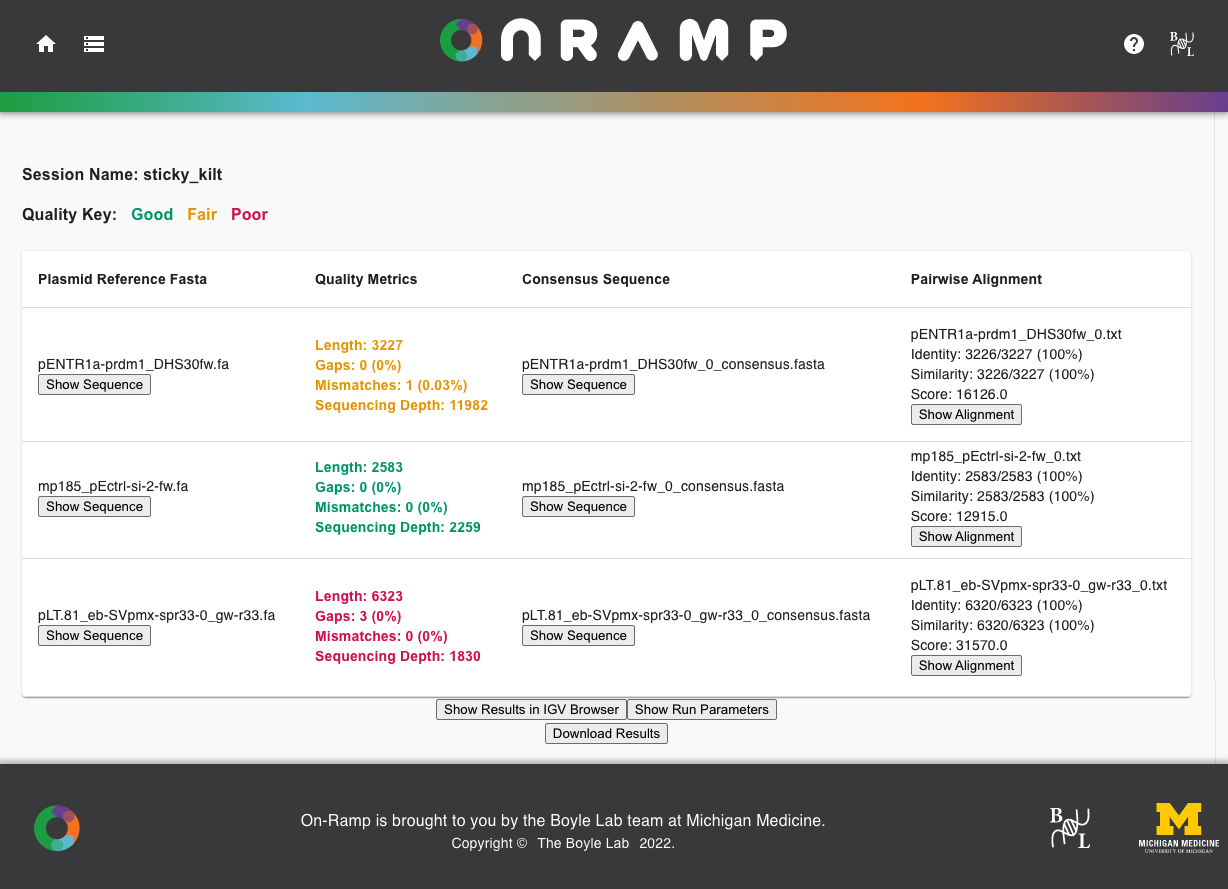 ONRAMP
B L
Session Name: sticky_kilt
Quality Key: Good Fair Poor
Plasmid Reference Fasta Quality Metrics Consensus Sequence Pairwise Alignment
pENTR1a-prdm1_DHS30fw.fa
Show Sequence
Length: 3227
Gaps: 0 (0%)
Mismatches: 1 (0.03%)
Sequencing Depth: 11982
pENTR1a-prdm1_DHS30fw_0_consensus.fasta
Show Sequence
pENTR1a-prdm1_DHS30fw_0.txt
Identity: 3226/3227 (100%)
Similarity: 3226/3227 (100%)
Score: 16126.0
Show Alignment
mp185_pEctrl-si-2-fw.fa
Show Sequence
Length: 2583
Gaps: 0 (0%)
Mismatches: 0 (0%)
Sequencing Depth: 2259
mp185_pEctrl-si-2-fw_0_consensus.fasta
Show Sequence
mp185_pEctrl-si-2-fw_0.txt
Identity: 2583/2583 (100%)
Similarity: 2583/2583 (100%)
Score: 12915.0
Show Alignment
pLT.81_eb-SVpmx-spr33-0_gw-r33.fa
Show Sequence
Length: 6323
Gaps: 3 (0%)
Mismatches: 0 (0%)
Sequencing Depth: 1830
pLT.81_eb-SVpmx-spr33-0_gw-r33_0_consensus.fasta
Show Sequence
pLT.81_eb-SVpmx-spr33-0_gw-r33_0.txt
Identity: 6320/6323 (100%)
Similarity: 6320/6323 (100%)
Score: 31570.0
Show Alignment
Show Results in IGV Browser Show Run Parameters
Download Results
On-Ramp is brought to you by the Boyle Lab team at Michigan Medicine.
Copyright © The Boyle Lab 2022.
B L
M
MICHIGAN MEDICINE
UNIVERSITY OF MICHIGAN